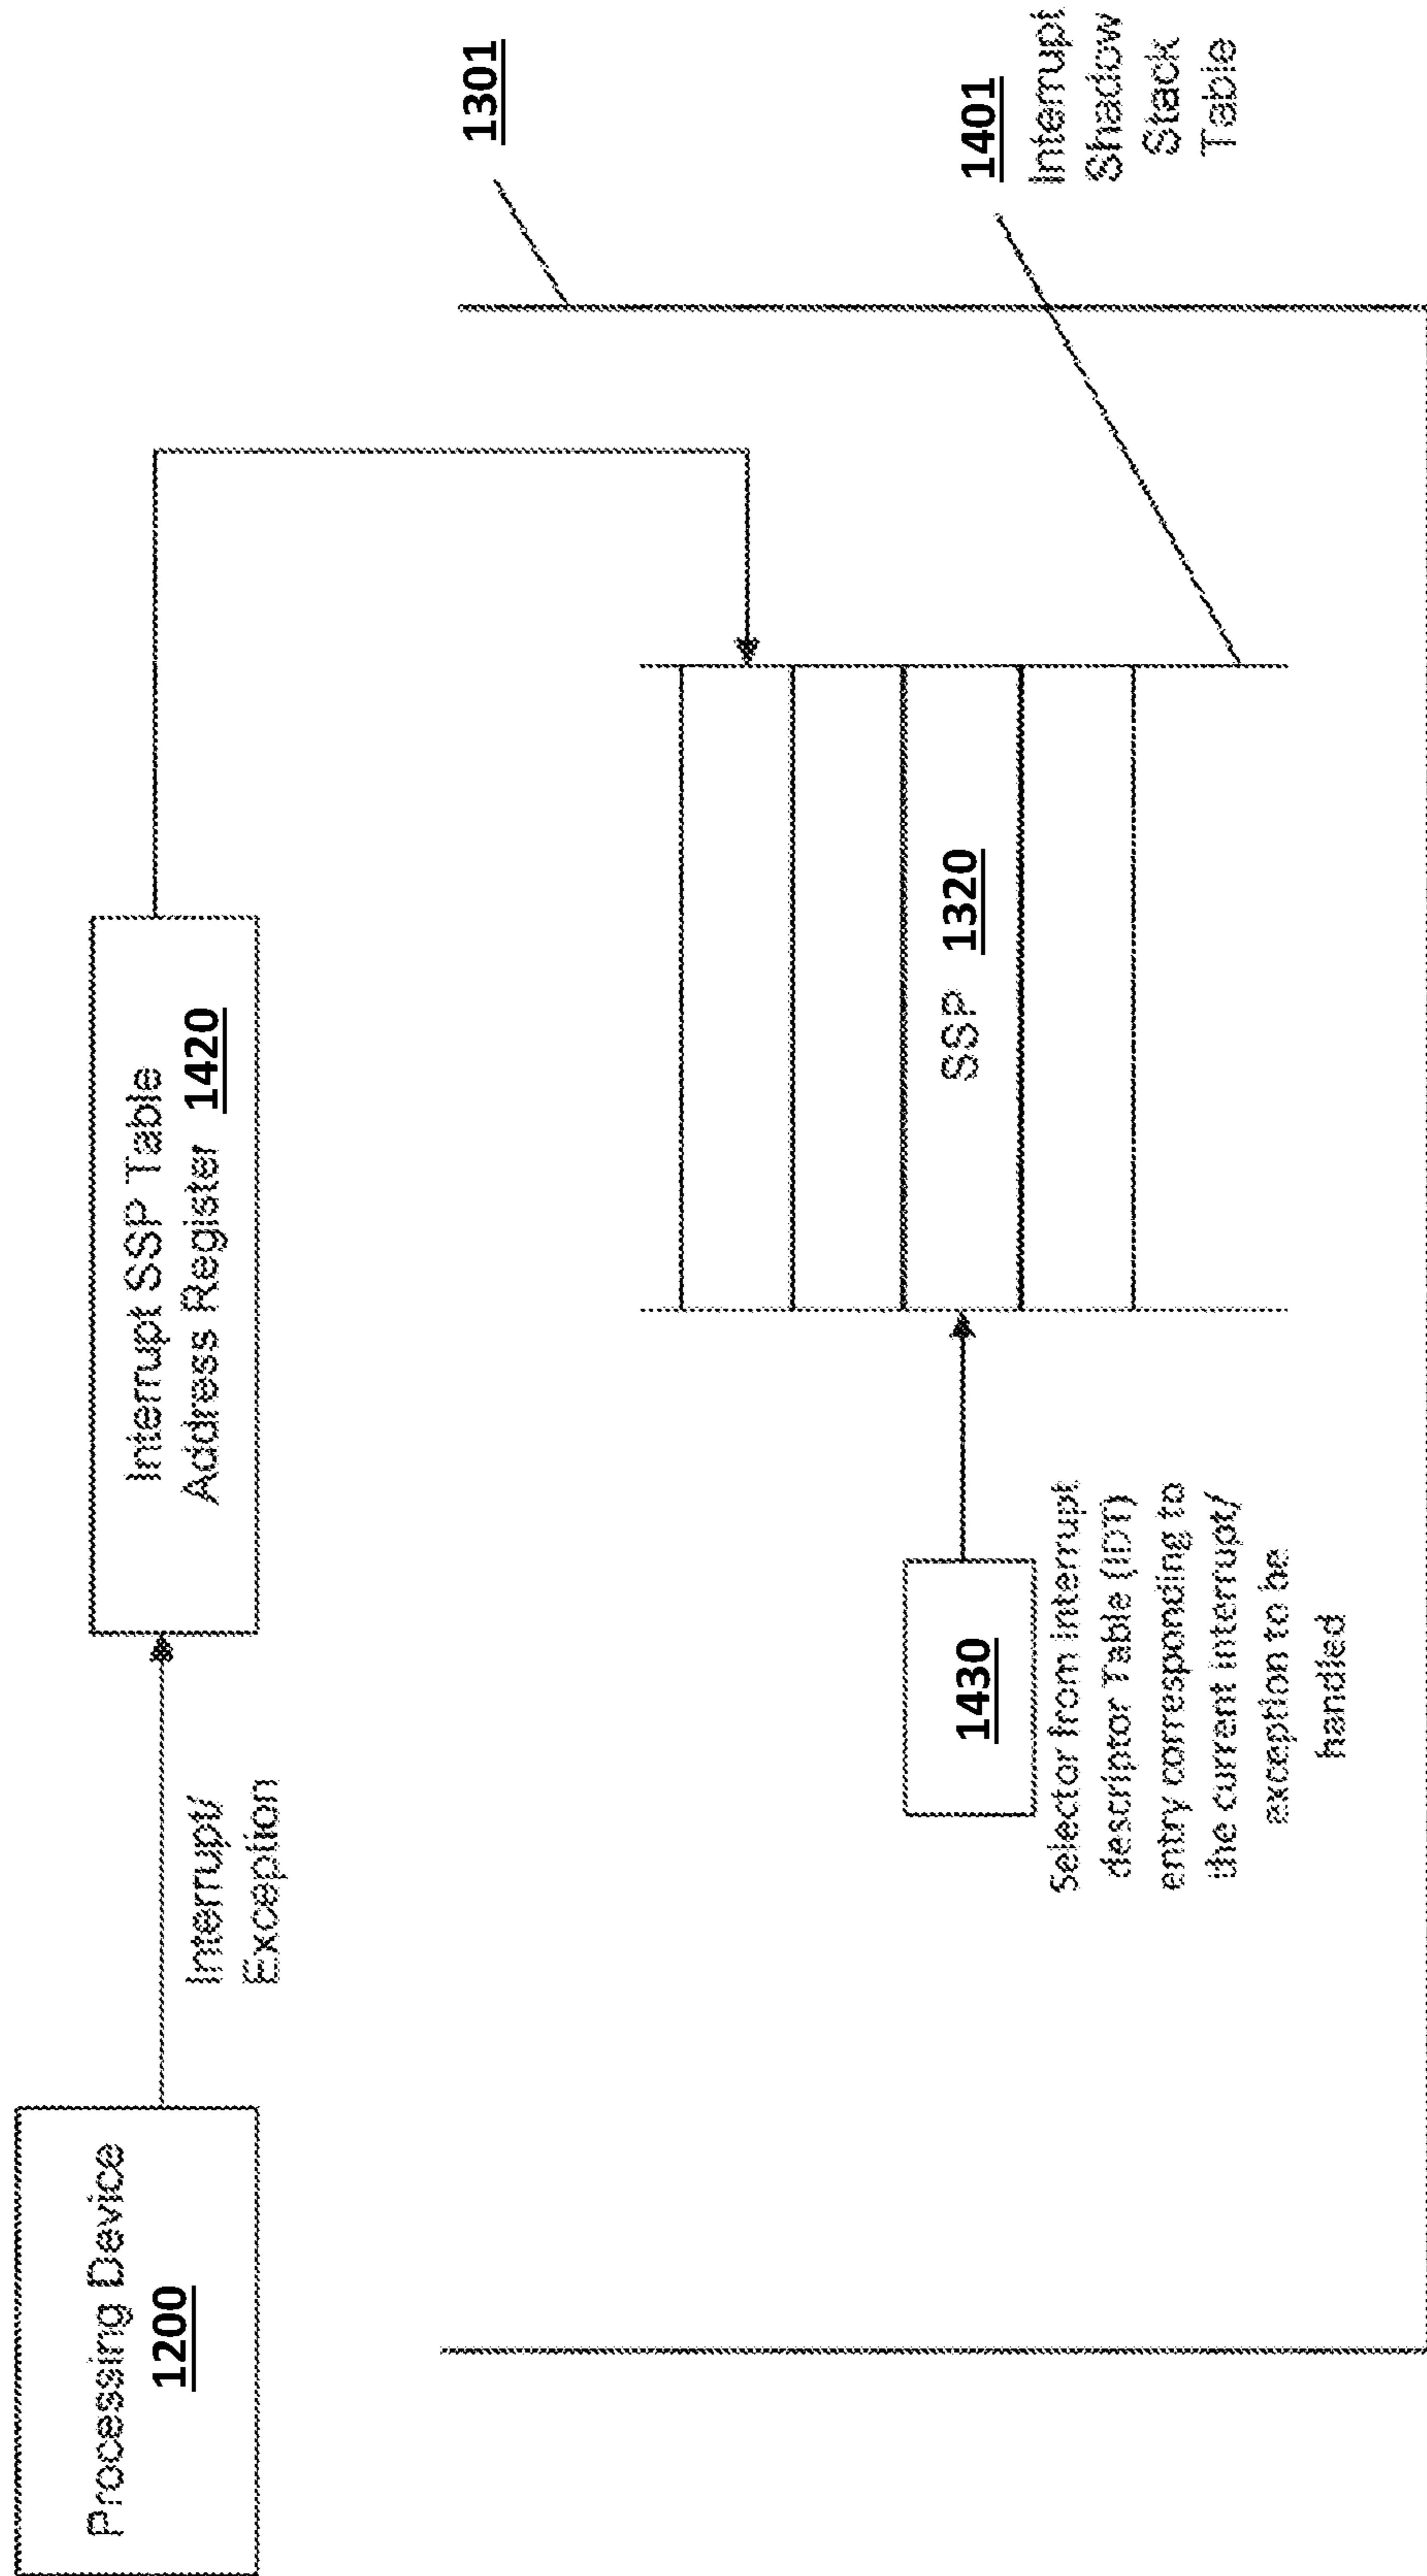 Processing Device
1200
Interrupt/
Exception
Interrupt SSP Table
Address Register 1420
1301
SSP 1320
1430
Selector from interrupt
descriptor Table (IDT)
entry corresponding to
the current interrupt/
exception to be
handled
1401
Interrupt
Shadow
Stack
Table